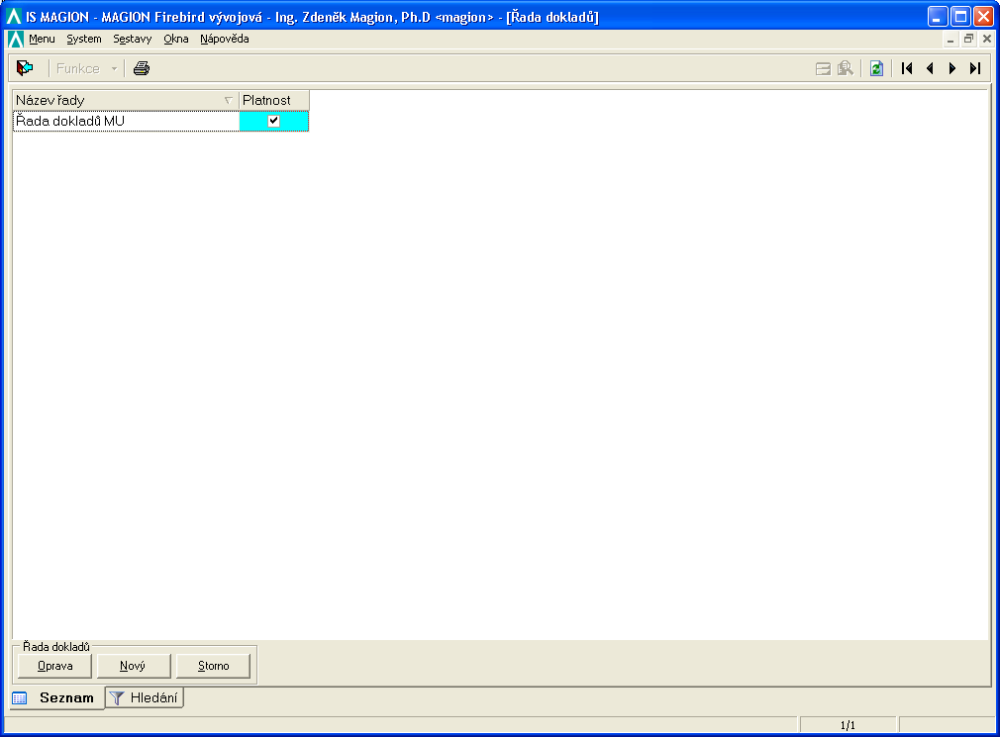 IS MAGION - MAGION Firebird vývojová - Ing. Zdeněk Magion, Ph.D <magion> - [Řada dokladů]
Menu System Sestavy Okna Nápověda
Funkce
Název řady Platnost
Řada dokladů MU
Řada dokladů
Oprava Nový Storno
Seznam Hledání
1/1